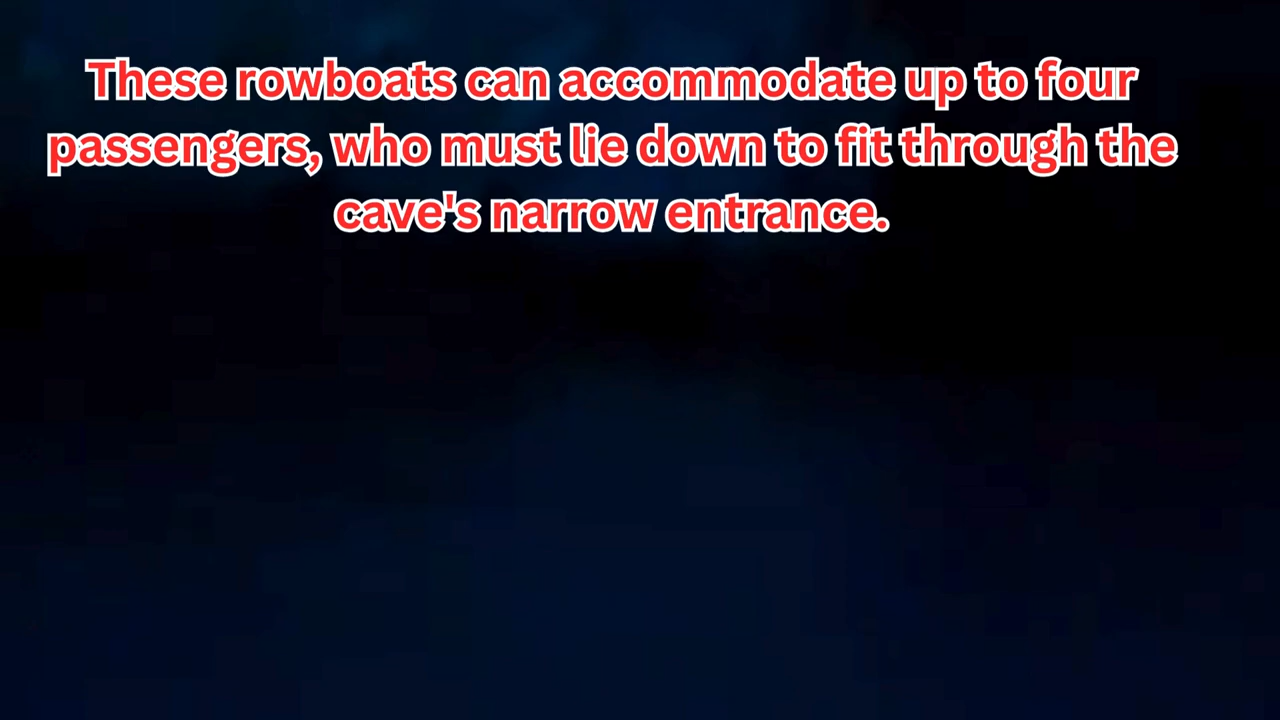 These rowboats can accommodate up to four
passengers, who must lie down to fit through the
cave's narrow entrance.